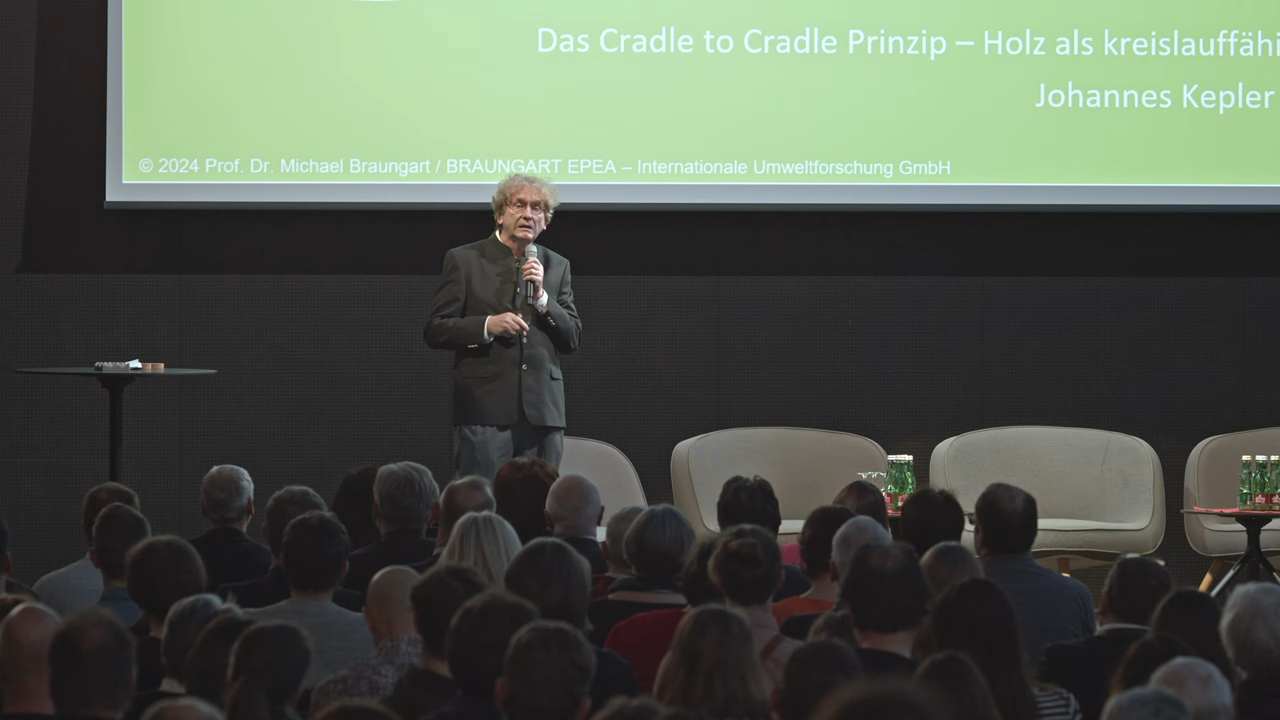 Das Cradle to Cradle Prinzip – Holz als kreislauffähi
Johannes Kepler
© 2024 Prof. Dr. Michael Braungart / BRAUNGART EPEA – Internationale Umweltforschung GmbH